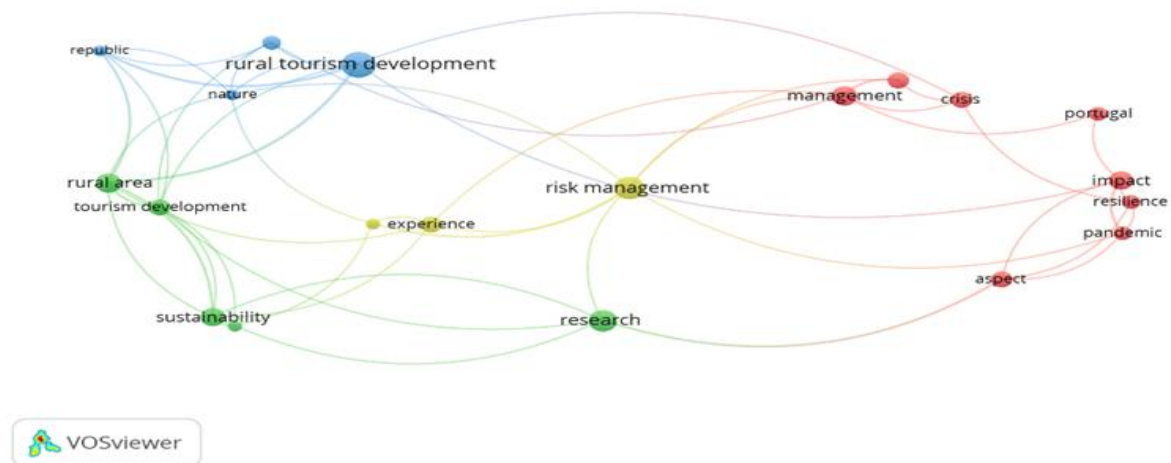 republic
rural tourism development
nature
management
crisis
portugal
rural area
tourism development
risk management
impact
resilience
experience
pandemic
aspect
sustainability
research
VOSviewer